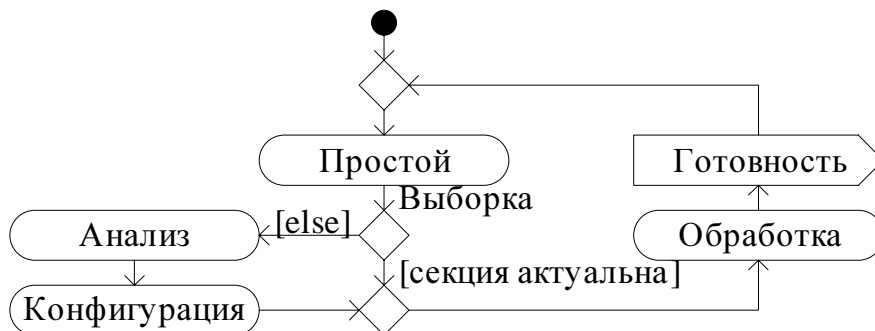 Простой
Готовность
Выборка
[else]
Анализ
Обработка
[секция актуальна]
Конфигурация